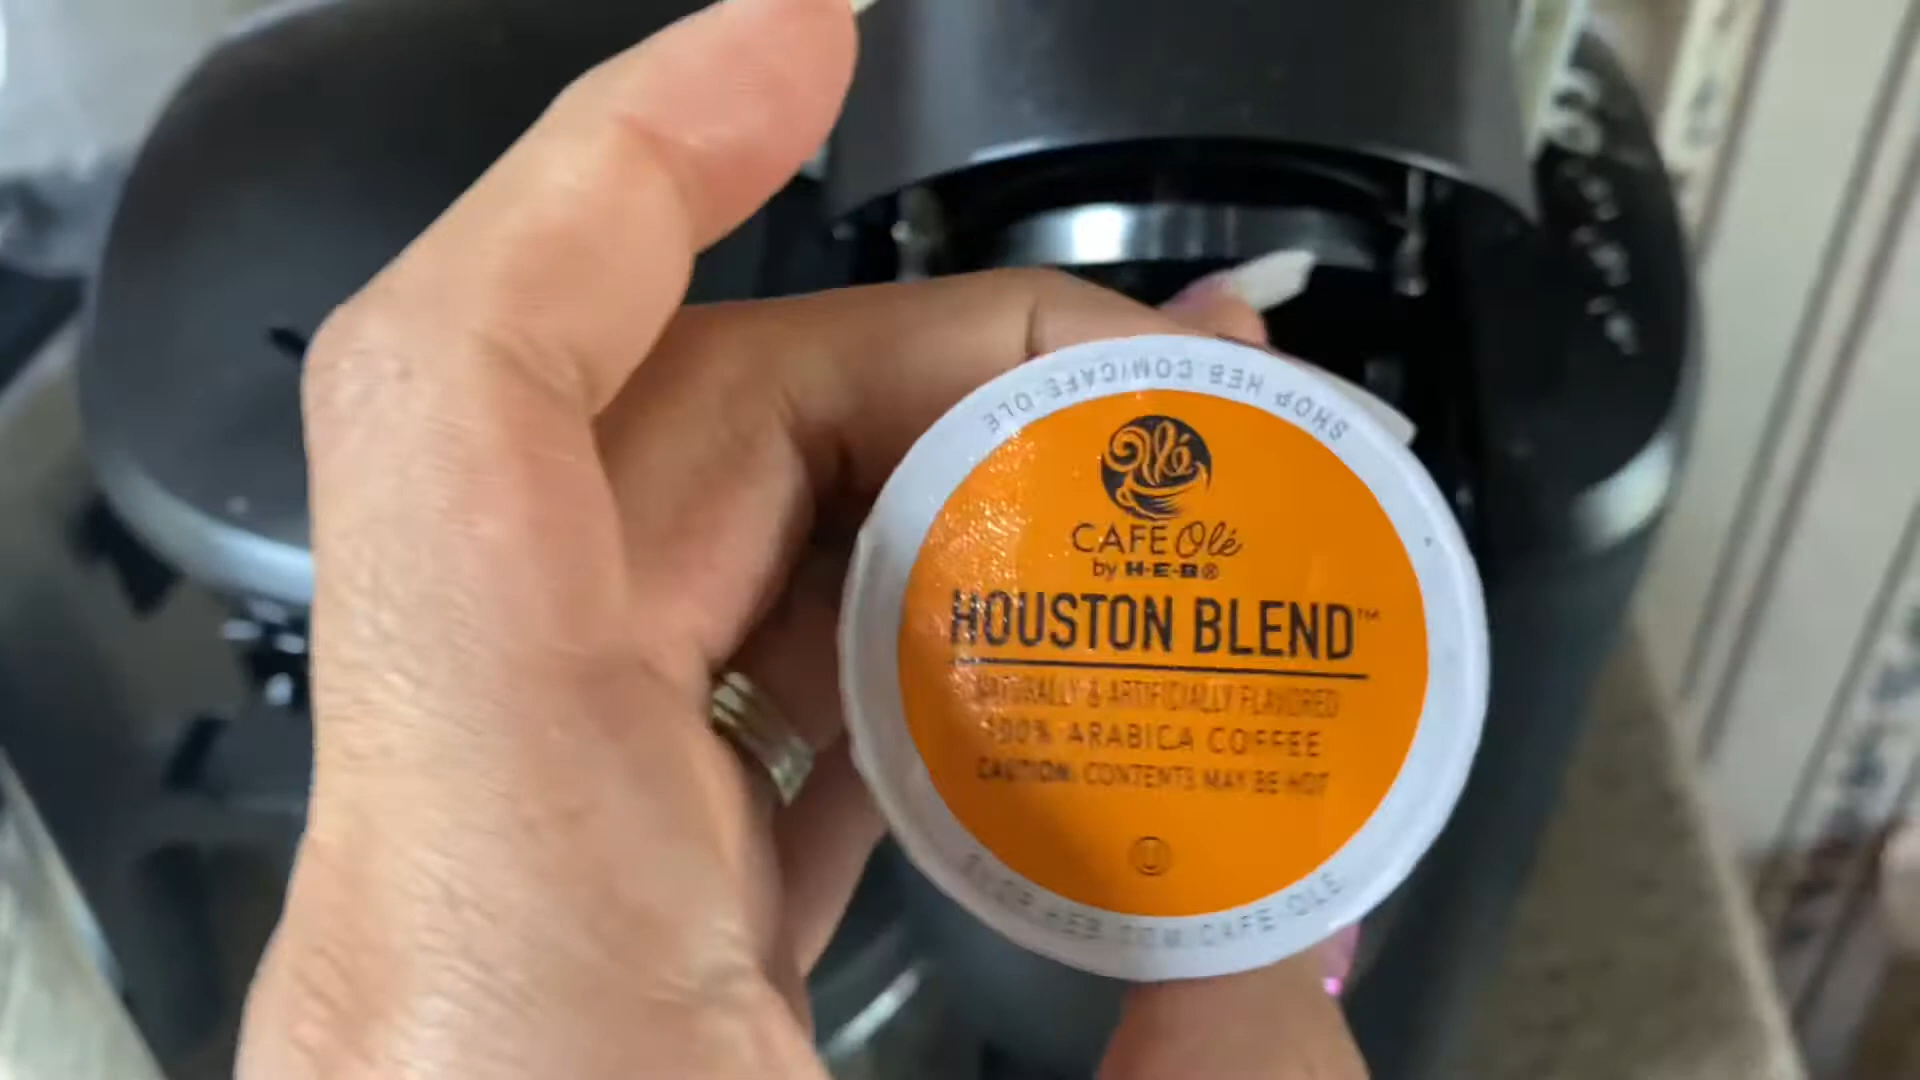 SHOP HEB.COM/CAFE-OLE
Olé
CAFE Olé
by H-E-B®
HOUSTON BLEND™
NATURALLY & ARTIFICIALLY FLAVORED
100% ARABICA COFFEE
CAUTION: CONTENTS MAY BE HOT
U
SHOP HEB.COM/CAFE-OLE